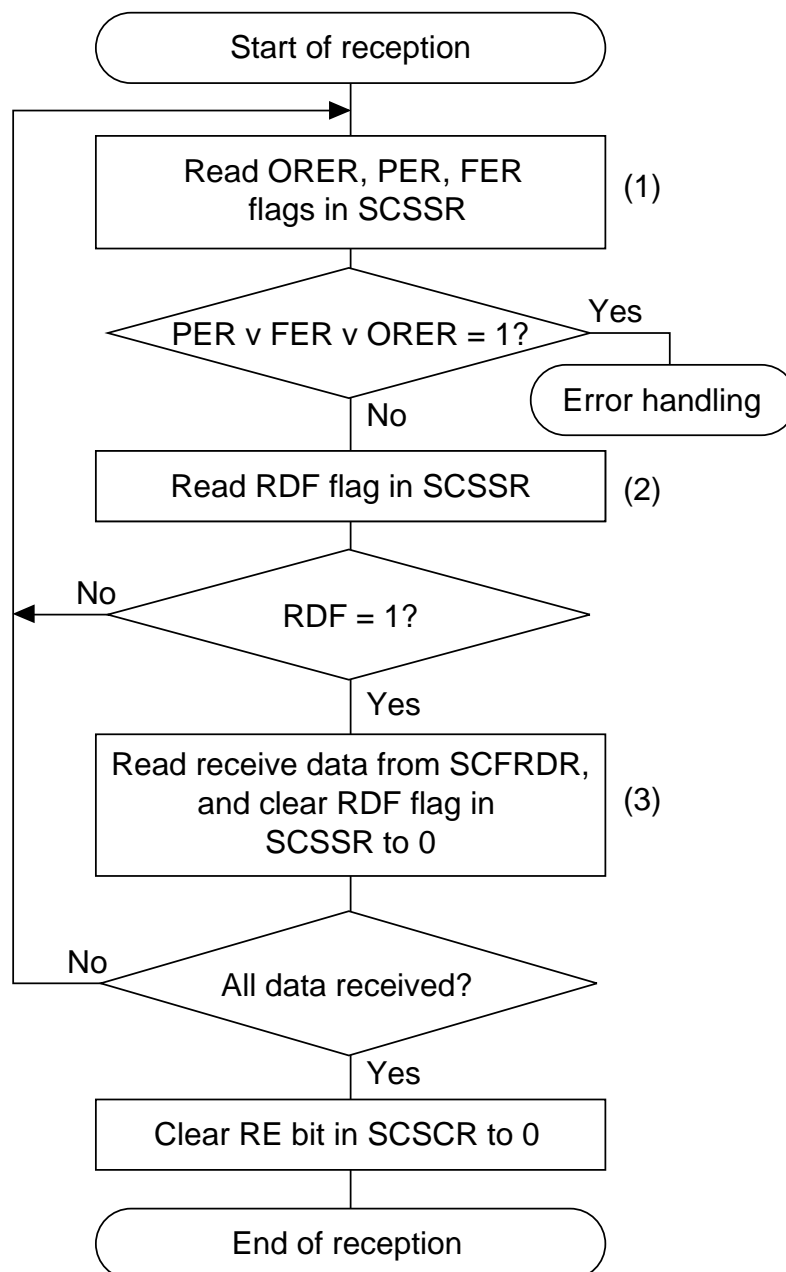 Start of reception
Read ORER, PER, FER
flags in SCSSR
(1)
PER v FER v ORER = 1?
Yes
Error handling
No
Read RDF flag in SCSSR
(2)
No
RDF = 1?
Yes
Read receive data from SCFRDR,
and clear RDF flag in
SCSSR to 0
(3)
No
All data received?
Yes
Clear RE bit in SCSCR to 0
End of reception